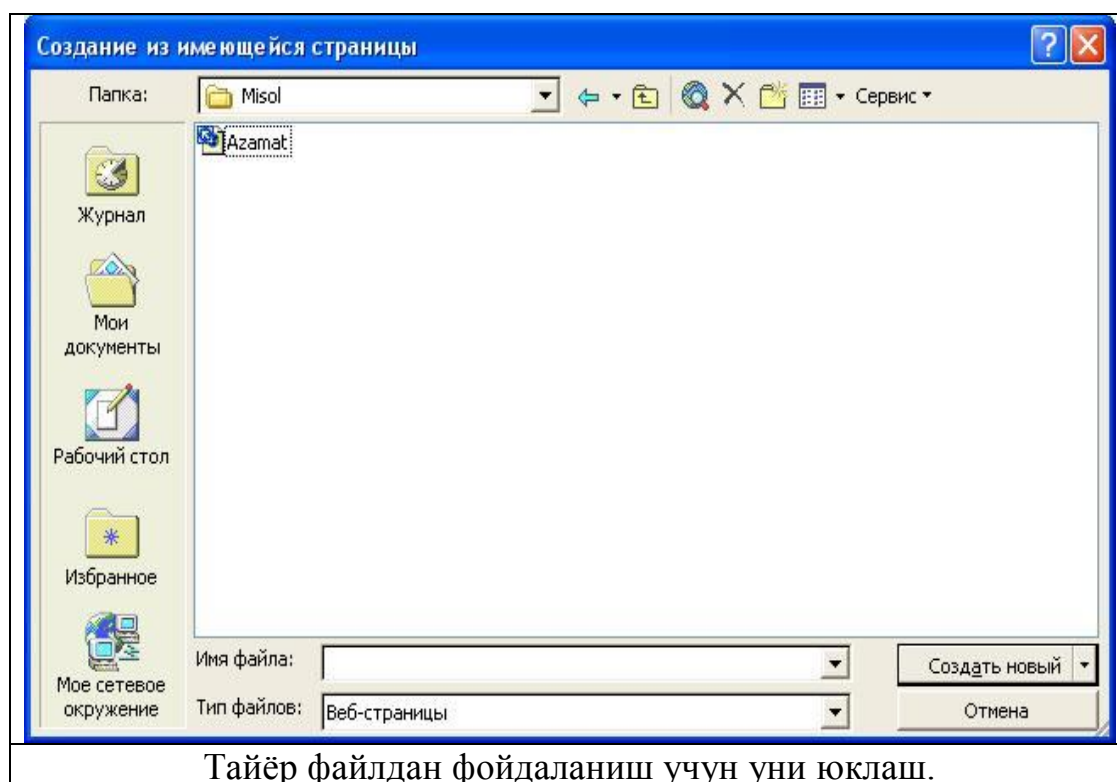 Создание из имеющейся страницы
Папка:
Misol
Сервис
Azamat
Журнал
Мои
документы
Рабочий стол
Избранное
Мое сетевое
окружение
Имя файла:
Создать новый
Тип файлов:
Веб-страницы
Отмена
Тайёр файлдан фойдаланиш учун уни юклаш.